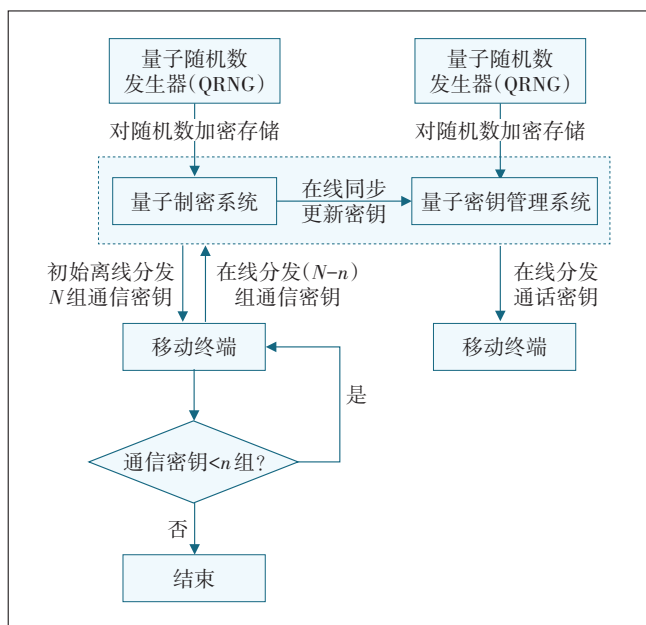 量子随机数
发生器(QRNG)
量子随机数
发生器(QRNG)
对随机数加密存储
对随机数加密存储
量子制密系统
在线同步
更新密钥
量子密钥管理系统
初始离线分发
N组通信密钥
在线分发(N-n)
组通信密钥
在线分发
通话密钥
移动终端
移动终端
是
通信密钥<n组?
否
结束